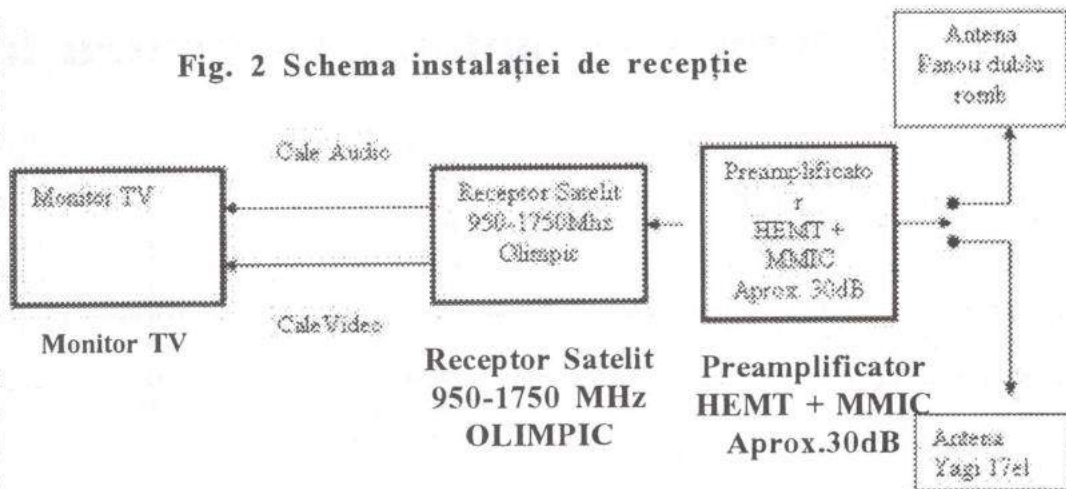 Fig. 2 Schema instalației de recepție
Antena
Panou dublu
romb
Cale Audio
Monitor TV
Receptor Satelit
950-1750Mhz
Olimpic
Preamplificato
r
HEMT +
MMIC
Aprox. 30dB
Cale Video
Monitor TV
Receptor Satelit
950-1750 MHz
OLIMPIC
Preamplificator
HEMT + MMIC
Aprox.30dB
Antena
Yagi 17el